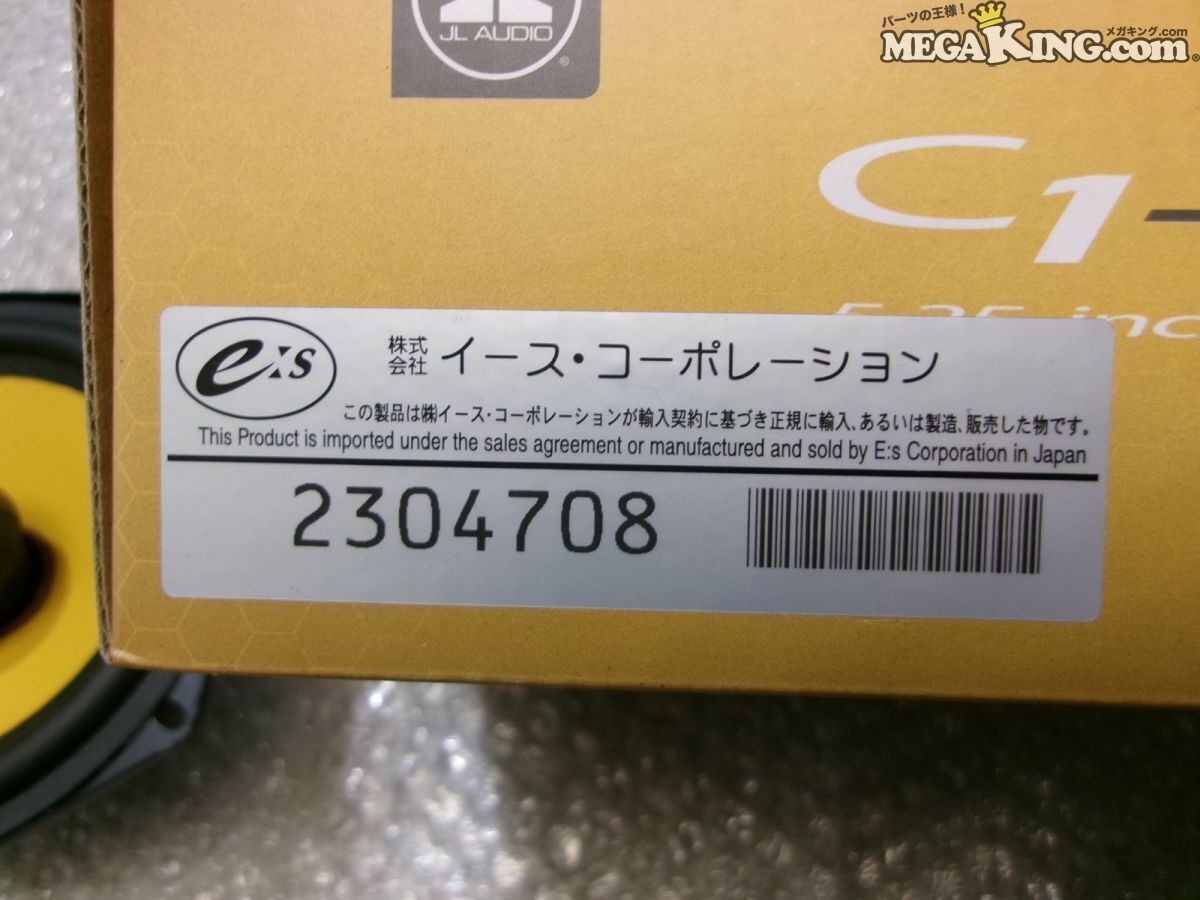 パーツの王様！
メガキング.com
MEGAKING.com®
JL AUDIO®
C1-
5.25-inc
e:s
株式会社 イース・コーポレーション
この製品は㈱イース・コーポレーションが輸入契約に基づき正規に輸入、あるいは製造、販売した物です。
This Product is imported under the sales agreement or manufactured and sold by E:s Corporation in Japan
2304708